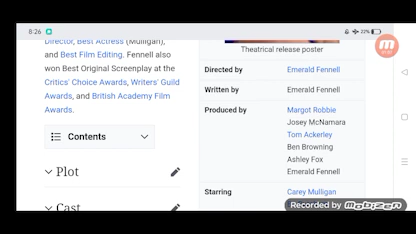 8:26
22%
Director, Best Actress (Mulligan),
and Best Film Editing. Fennell also
won Best Original Screenplay at the
Critics' Choice Awards, Writers' Guild
Awards, and British Academy Film
Awards.
Contents
Plot
Cast
Theatrical release poster
Directed by Emerald Fennell
Written by Emerald Fennell
Produced by Margot Robbie
Josey McNamara
Tom Ackerley
Ben Browning
Ashley Fox
Emerald Fennell
Starring Carey Mulligan
Recorded by Mobizen